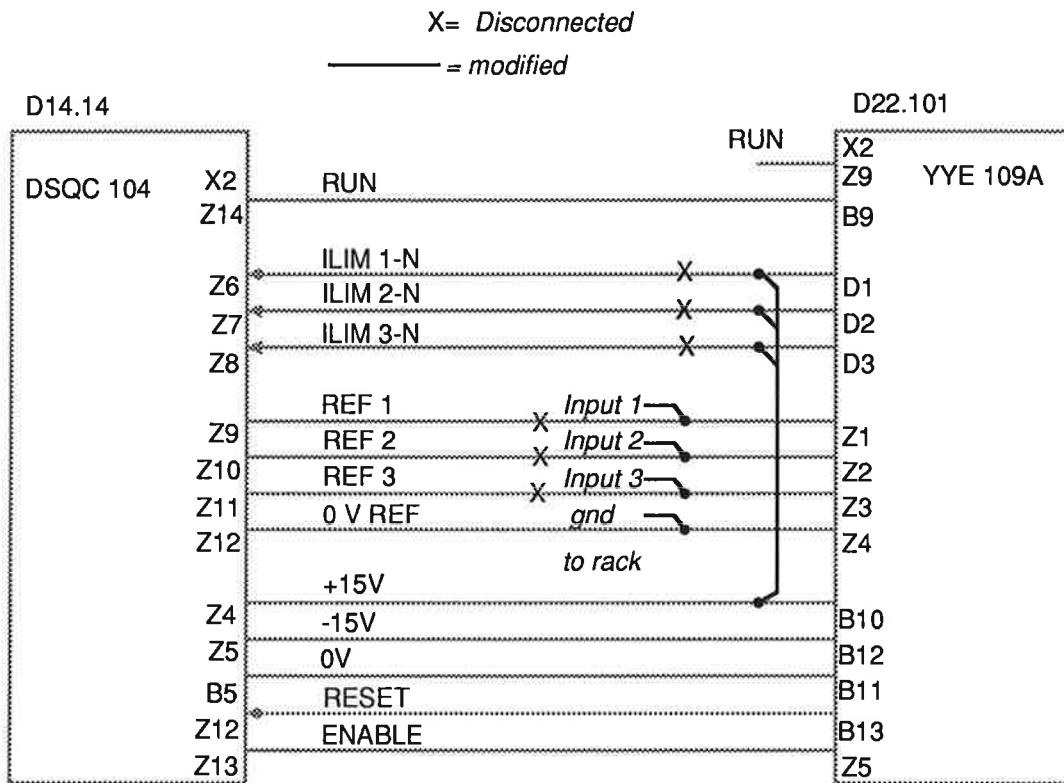 X= Disconnected
= modified
D14.14
D22.101
RUN
X2
DSQC 104
X2
RUN
Z9
YYE 109A
Z14
B9
ILIM 1-N
Z6
D1
ILIM 2-N
Z7
D2
ILIM 3-N
Z8
D3
REF 1
Input 1
Z9
Z1
REF 2
Input 2
Z10
Z2
REF 3
Input 3
Z11
Z3
0 V REF
gnd
Z12
Z4
to rack
+15V
Z4
B10
-15V
Z5
B12
0V
B5
B11
RESET
Z12
B13
ENABLE
Z13
Z5
X
X
X
X
X
X